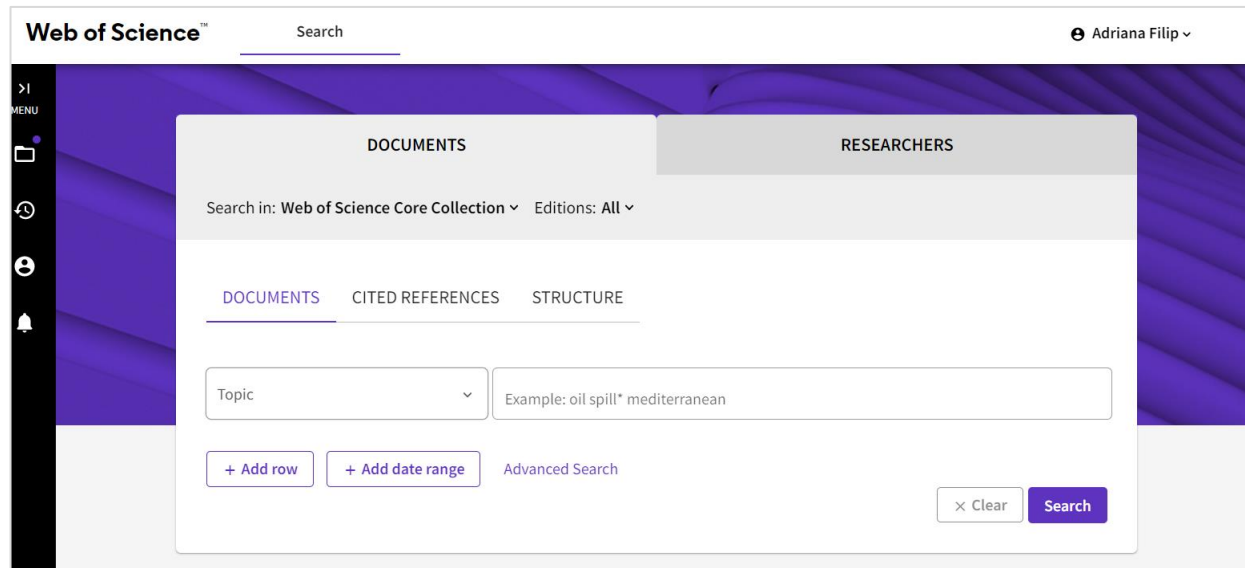 Web of Science™ Search Adriana Filip
MENU
DOCUMENTS RESEARCHERS
Search in: Web of Science Core Collection Editions: All
DOCUMENTS CITED REFERENCES STRUCTURE
Topic Example: oil spill* mediterranean
+ Add row + Add date range Advanced Search
× Clear Search